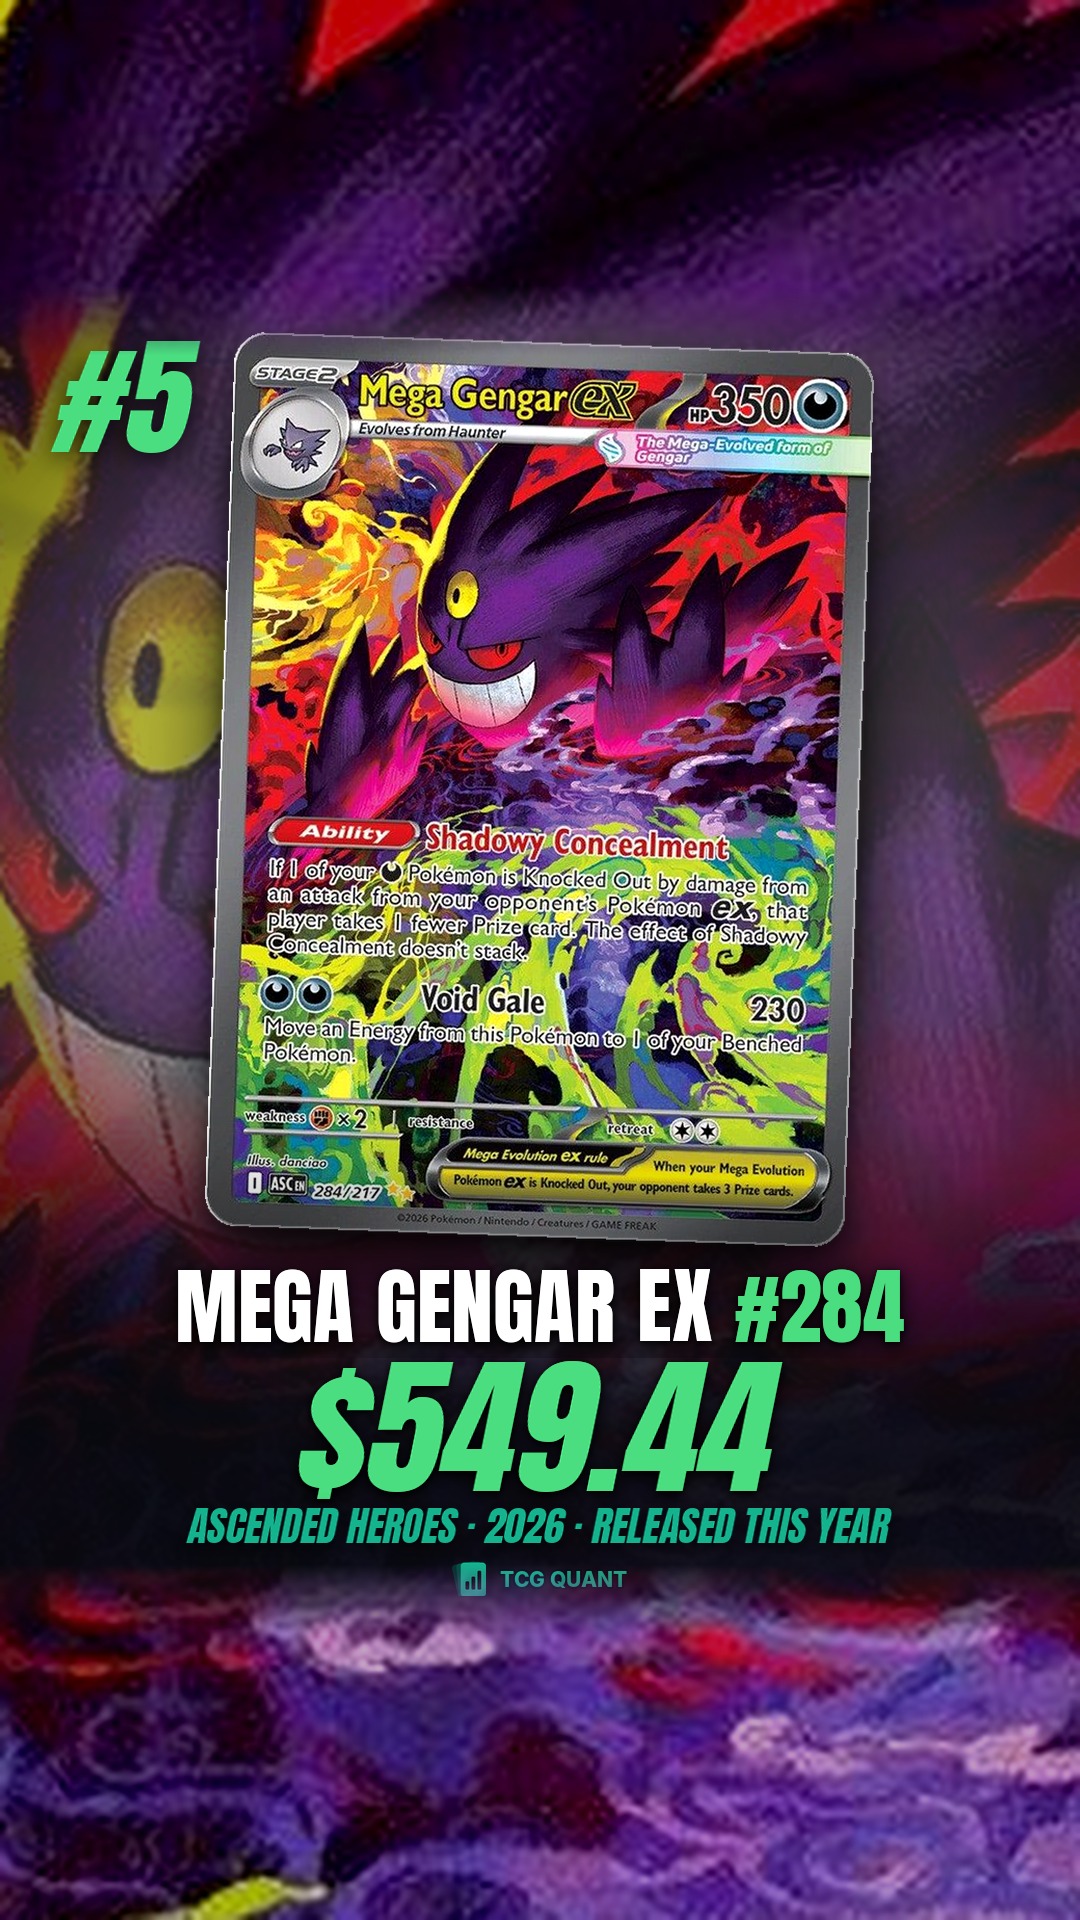 #5
STAGE2
Mega Gengar ex
HP350
Evolves from Haunter
The Mega-Evolved form of
Gengar
Ability
Shadowy Concealment
If 1 of your Pokémon is Knocked Out by damage from
an attack from your opponent's Pokémon ex, that
player takes 1 fewer Prize card. The effect of Shadowy
Concealment doesn't stack.
Void Gale 230
Move an Energy from this Pokémon to 1 of your Benched
Pokémon.
weakness ×2 resistance retreat
Illus. danciao
Mega Evolution ex rule
When your Mega Evolution
Pokémon ex is Knocked Out, your opponent takes 3 Prize cards.
I ASC EN 284/217
©2026 Pokémon / Nintendo / Creatures / GAME FREAK
MEGA GENGAR EX #284
$549.44
ASCENDED HEROES · 2026 · RELEASED THIS YEAR
TCG QUANT